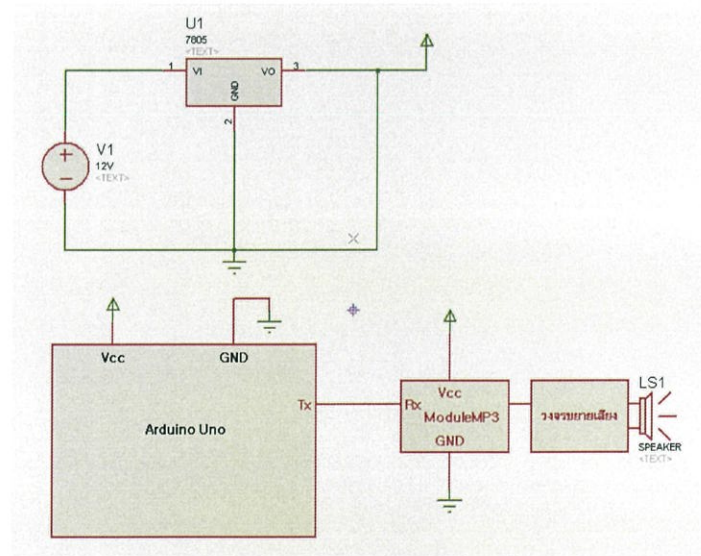 U1
7805
<TEXT>
1
VI
VO
3
GND
2
V1
12V
<TEXT>
Vcc
GND
Arduino Uno
Tx
Rx
Vcc
ModuleMP3
GND
วงจรขยายเสียง
LS1
SPEAKER
<TEXT>